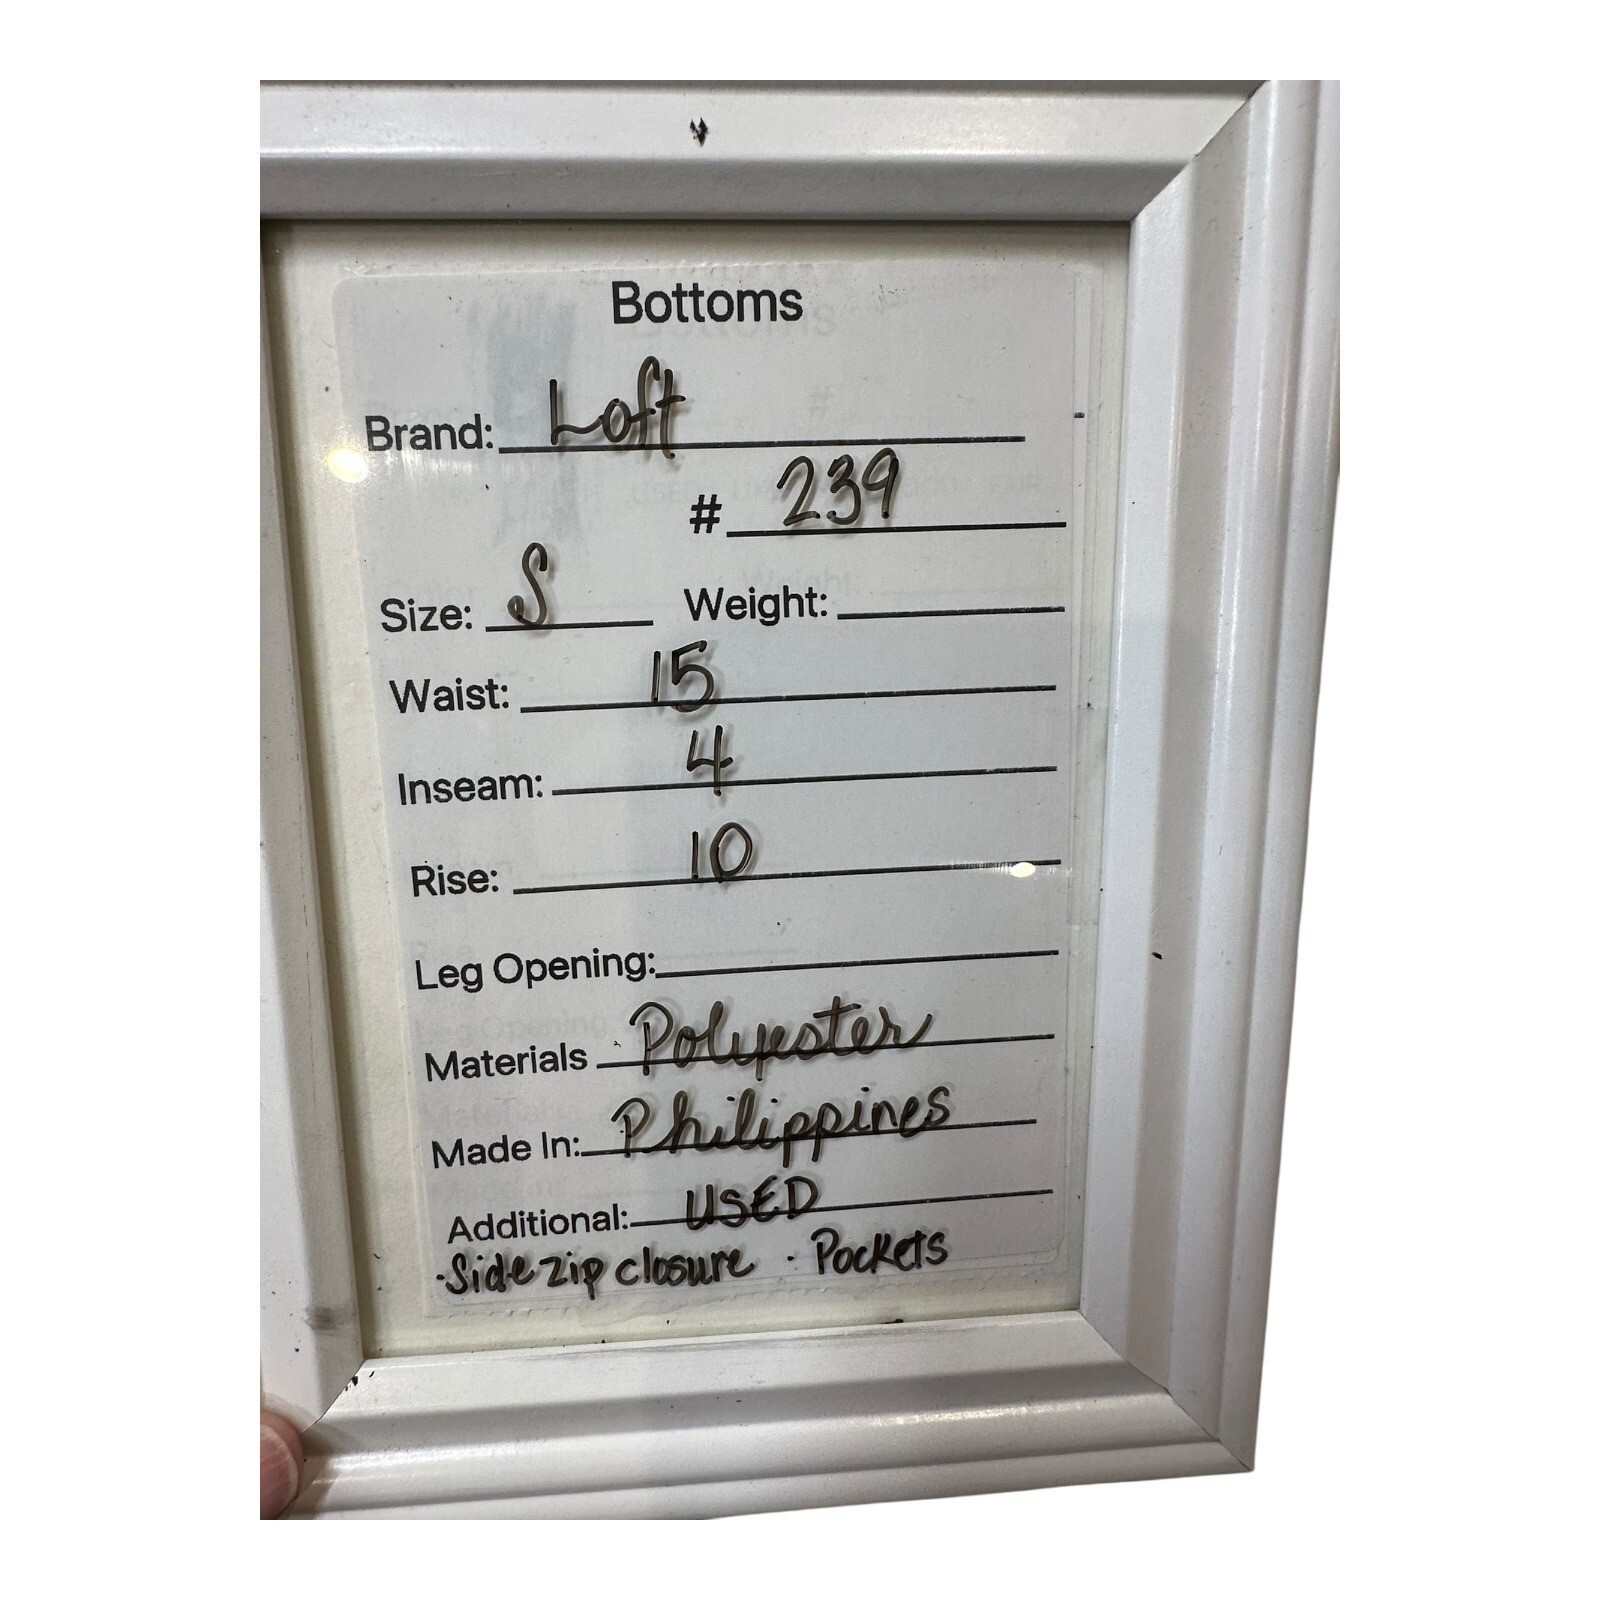 Bottoms
Brand: Loft
# 239
Size: S Weight:
Waist: 15
Inseam: 4
Rise: 10
Leg Opening:
Materials Polyester
Made In: Philippines
Additional: USED
·Side zip closure · Pockets